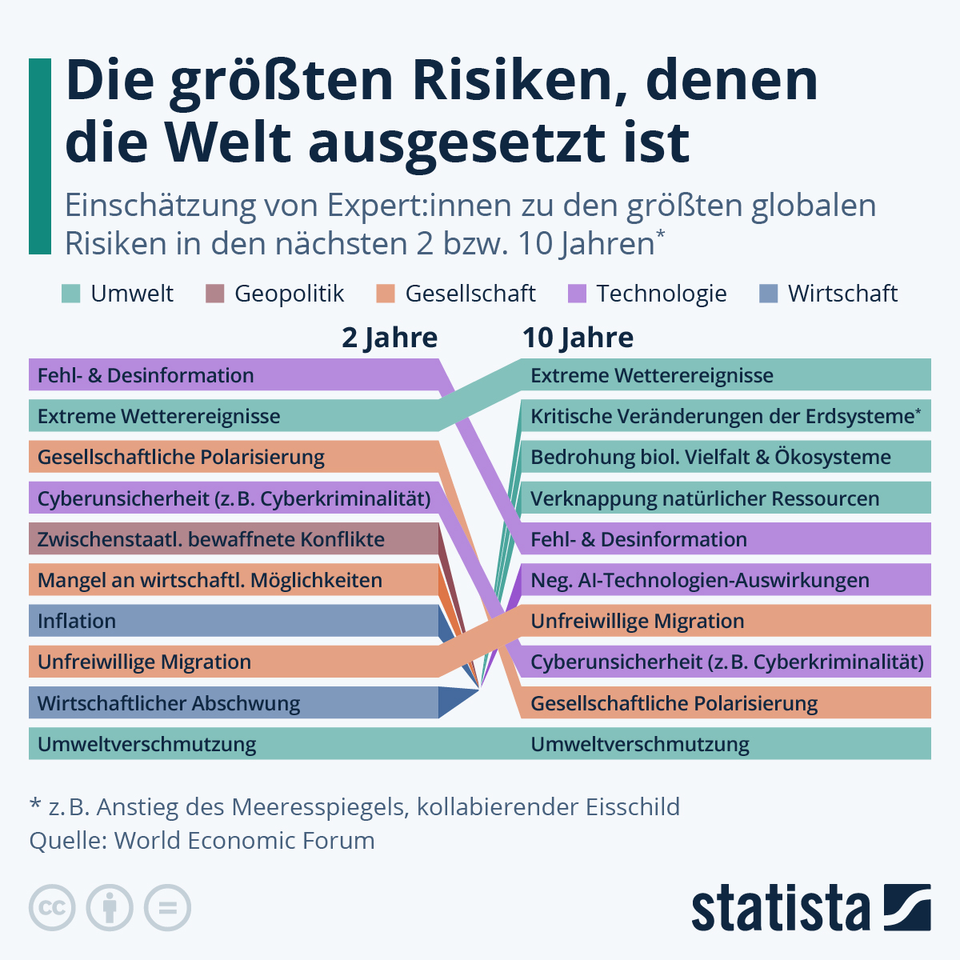 Die größten Risiken, denen
die Welt ausgesetzt ist
Einschätzung von Expert:innen zu den größten globalen
Risiken in den nächsten 2 bzw. 10 Jahren*
Umwelt Geopolitik Gesellschaft Technologie Wirtschaft
2 Jahre 10 Jahre
Fehl- & Desinformation Extreme Wetterereignisse
Extreme Wetterereignisse Kritische Veränderungen der Erdsysteme*
Gesellschaftliche Polarisierung Bedrohung biol. Vielfalt & Ökosysteme
Cyberunsicherheit (z.B. Cyberkriminalität) Verknappung natürlicher Ressourcen
Zwischenstaatl. bewaffnete Konflikte Fehl- & Desinformation
Mangel an wirtschaftl. Möglichkeiten Neg. AI-Technologien-Auswirkungen
Inflation Unfreiwillige Migration
Unfreiwillige Migration Cyberunsicherheit (z.B. Cyberkriminalität)
Wirtschaftlicher Abschwung Gesellschaftliche Polarisierung
Umweltverschmutzung Umweltverschmutzung
* z.B. Anstieg des Meeresspiegels, kollabierender Eisschild
Quelle: World Economic Forum
cc
statista